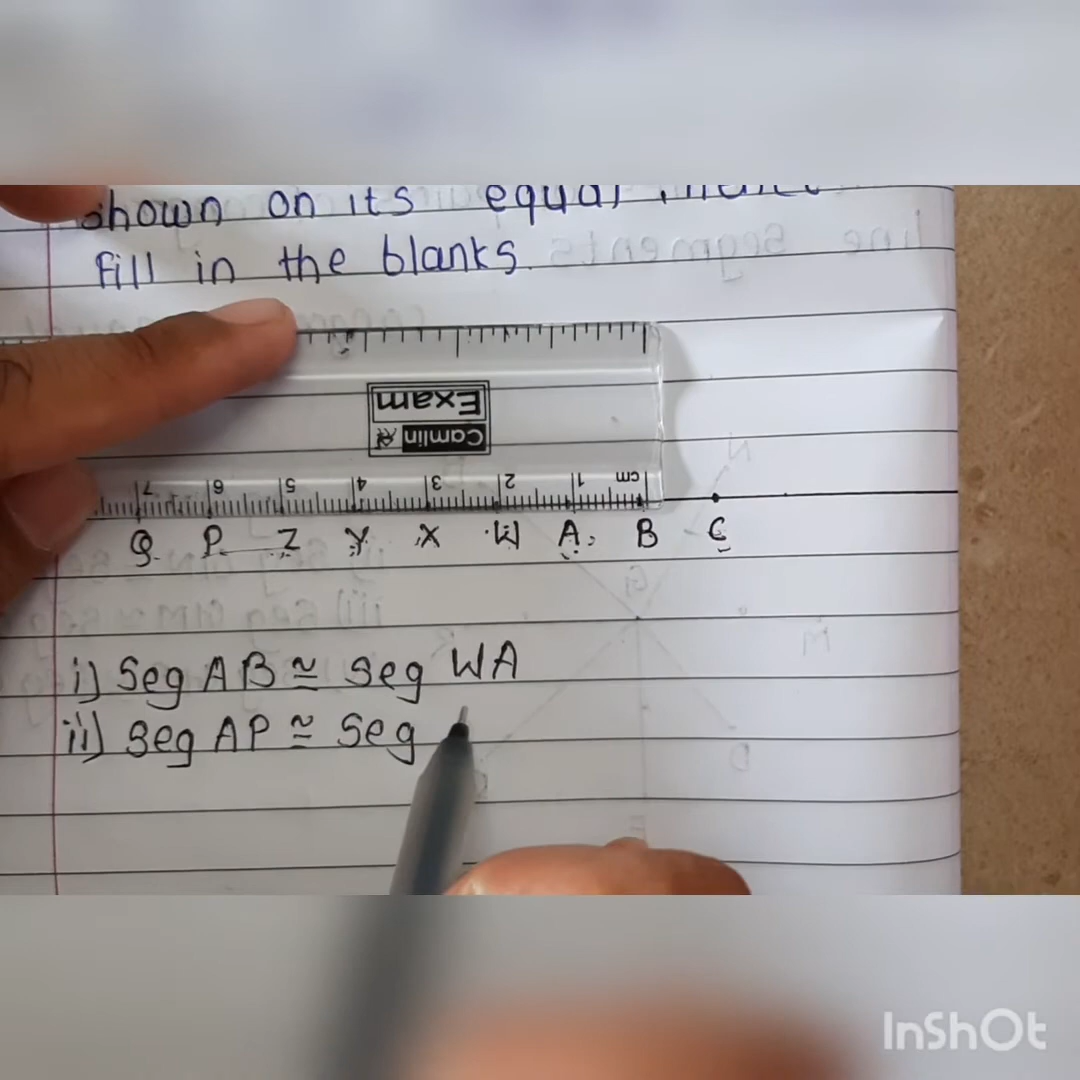 shown on its equal
fill in the blanks.
Exam
Camlin
7 6 5 4 3 2 1 cm
Q P Z Y X W A B C
i) Seg AB ≅ seg WA
ii) Seg AP ≅ Seg
InShOt